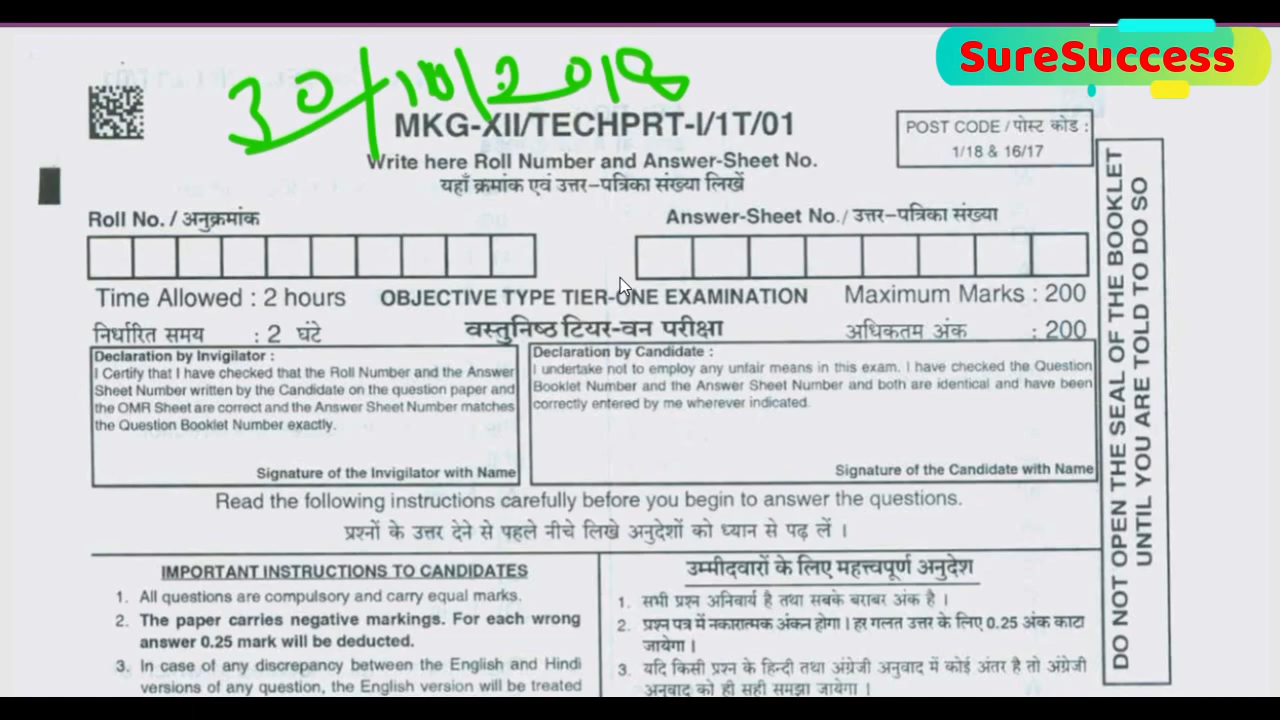 SureSuccess
30/10/2018
MKG-XII/TECHPRT-I/1T/01
POST CODE / पोस्ट कोड :
1/18 & 16/17
Write here Roll Number and Answer-Sheet No.
यहाँ क्रमांक एवं उत्तर–पत्रिका संख्या लिखें
Roll No. / अनुक्रमांक
Answer-Sheet No./ उत्तर–पत्रिका संख्या
Time Allowed : 2 hours
OBJECTIVE TYPE TIER-ONE EXAMINATION
Maximum Marks : 200
निर्धारित समय : 2 घंटे
वस्तुनिष्ठ टियर–वन परीक्षा
अधिकतम अंक : 200
Declaration by Invigilator :
I Certify that I have checked that the Roll Number and the Answer
Sheet Number written by the Candidate on the question paper and
the OMR Sheet are correct and the Answer Sheet Number matches
the Question Booklet Number exactly.
Signature of the Invigilator with Name
Declaration by Candidate :
I undertake not to employ any unfair means in this exam. I have checked the Question
Booklet Number and the Answer Sheet Number and both are identical and have been
correctly entered by me wherever indicated.
Signature of the Candidate with Name
DO NOT OPEN THE SEAL OF THE BOOKLET
UNTIL YOU ARE TOLD TO DO SO
Read the following instructions carefully before you begin to answer the questions.
प्रश्नों के उत्तर देने से पहले नीचे लिखे अनुदेशों को ध्यान से पढ़ लें ।
IMPORTANT INSTRUCTIONS TO CANDIDATES
1. All questions are compulsory and carry equal marks.
2. The paper carries negative markings. For each wrong
answer 0.25 mark will be deducted.
3. In case of any discrepancy between the English and Hindi
versions of any question, the English version will be treated
उम्मीदवारों के लिए महत्त्वपूर्ण अनुदेश
1. सभी प्रश्न अनिवार्य है तथा सबके बराबर अंक है ।
2. प्रश्न पत्र में नकारात्मक अंकन होगा । हर गलत उत्तर के लिए 0.25 अंक काटा
जायेगा ।
3. यदि किसी प्रश्न के हिन्दी तथा अंग्रेजी अनुवाद में कोई अंतर है तो अंग्रेजी
अनुवाद को ही सही समझा जायेगा ।